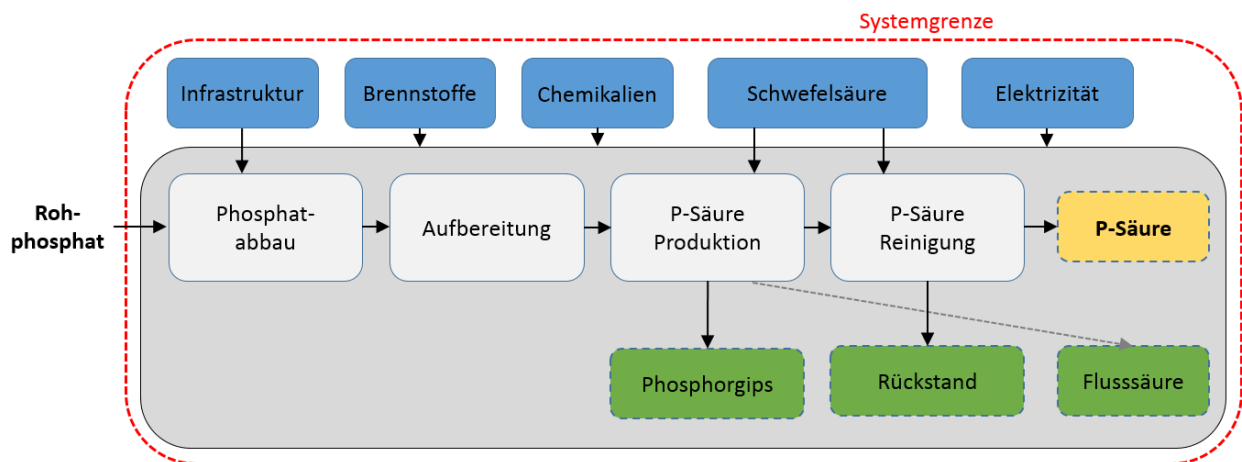 Systemgrenze
Infrastruktur
Brennstoffe
Chemikalien
Schwefelsäure
Elektrizität
Roh-
phosphat
Phosphat-
abbau
Aufbereitung
P-Säure
Produktion
P-Säure
Reinigung
P-Säure
Phosphorgips
Rückstand
Flusssäure